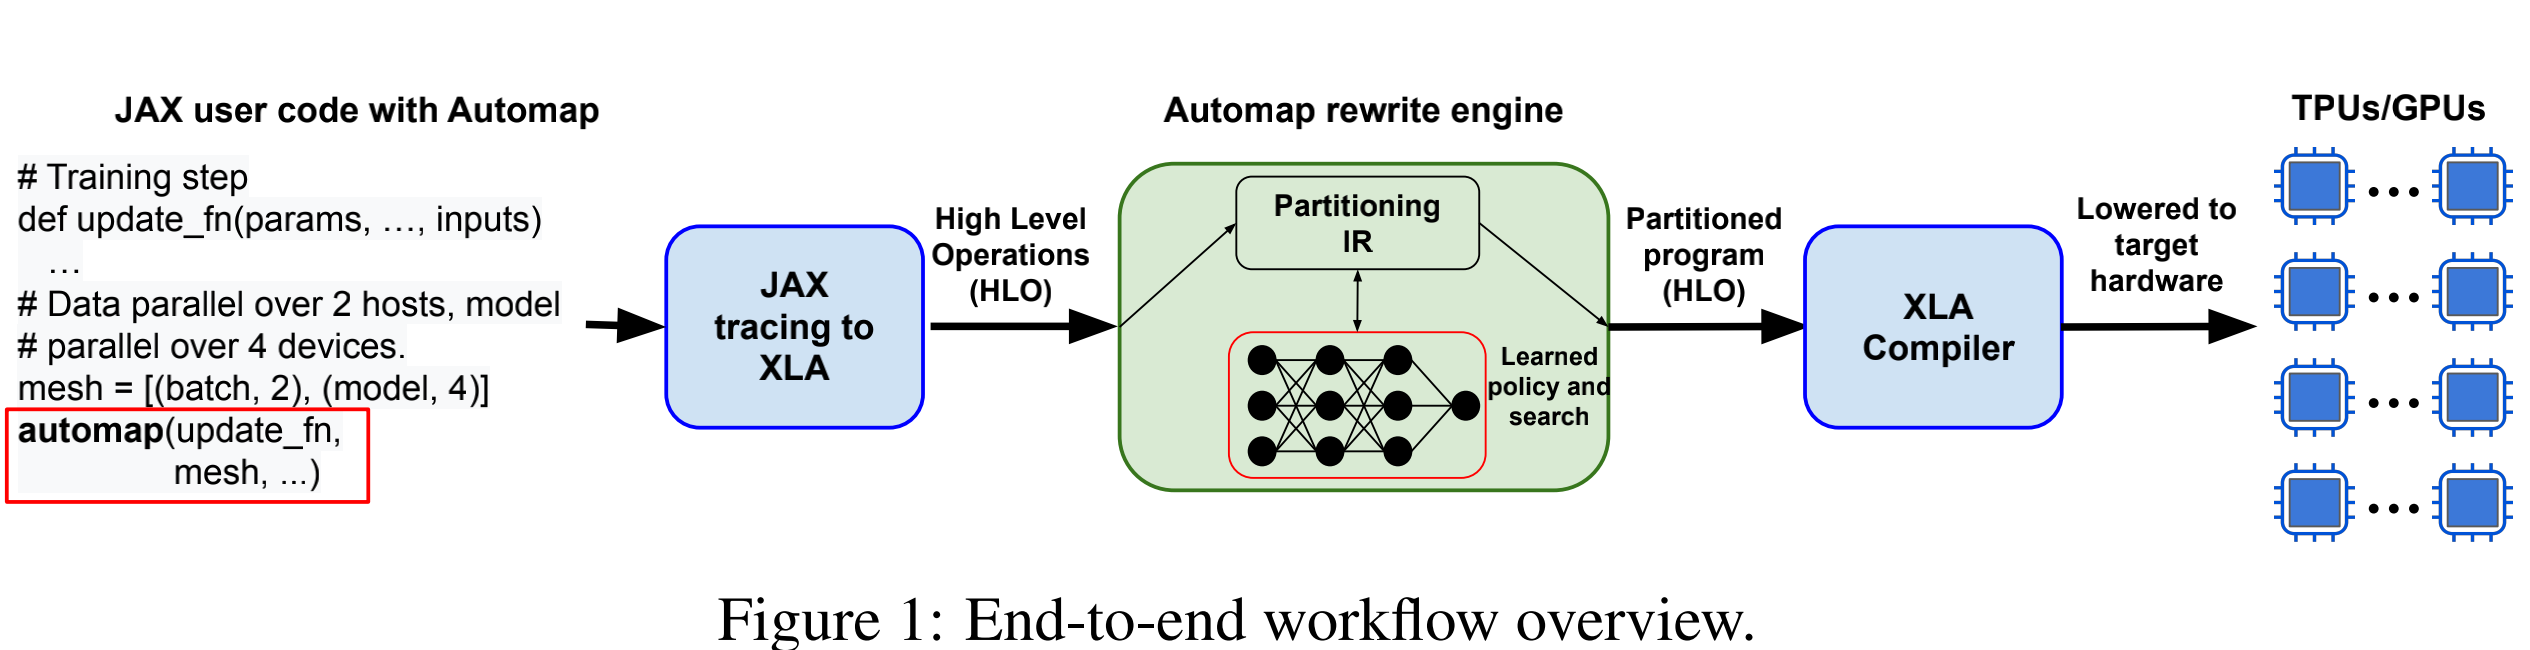 JAX user code with Automap
# Training step
def update_fn(params, …, inputs)
…
# Data parallel over 2 hosts, model
# parallel over 4 devices.
mesh = [(batch, 2), (model, 4)]
automap(update_fn,
mesh, ...)
JAX
tracing to
XLA
High Level
Operations
(HLO)
Automap rewrite engine
Partitioning
IR
Learned
policy and
search
Partitioned
program
(HLO)
XLA
Compiler
Lowered to
target
hardware
TPUs/GPUs
Figure 1: End-to-end workflow overview.